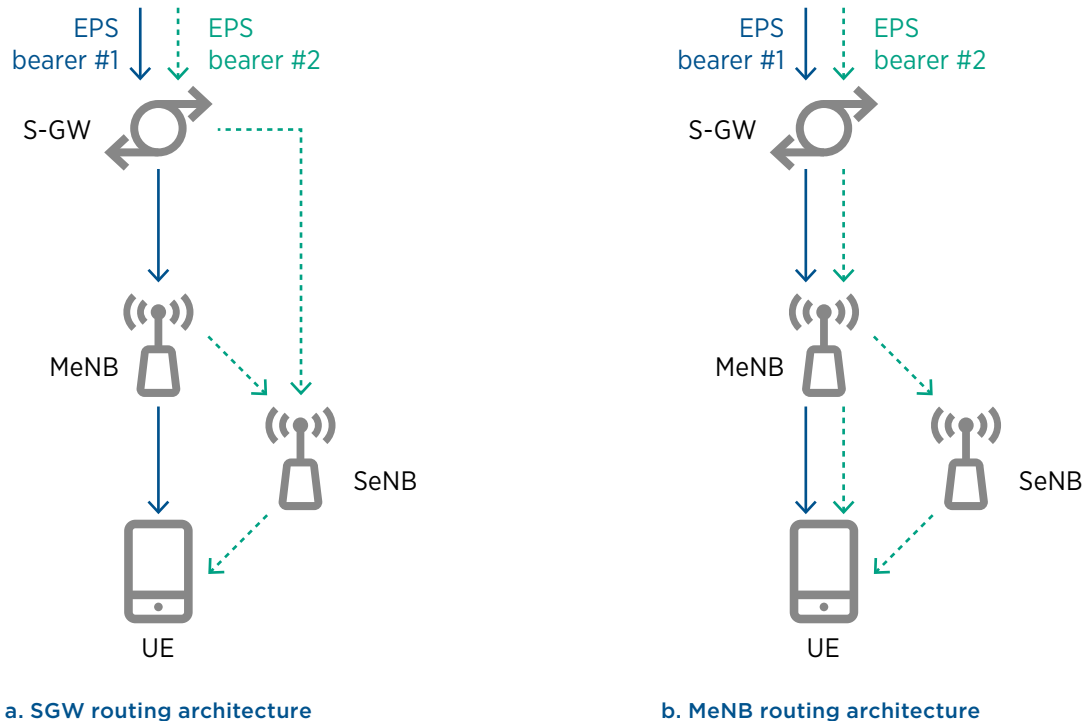 EPS
bearer #1
EPS
bearer #2
S-GW
MeNB
SeNB
UE
a. SGW routing architecture
EPS
bearer #1
EPS
bearer #2
S-GW
MeNB
SeNB
UE
b. MeNB routing architecture